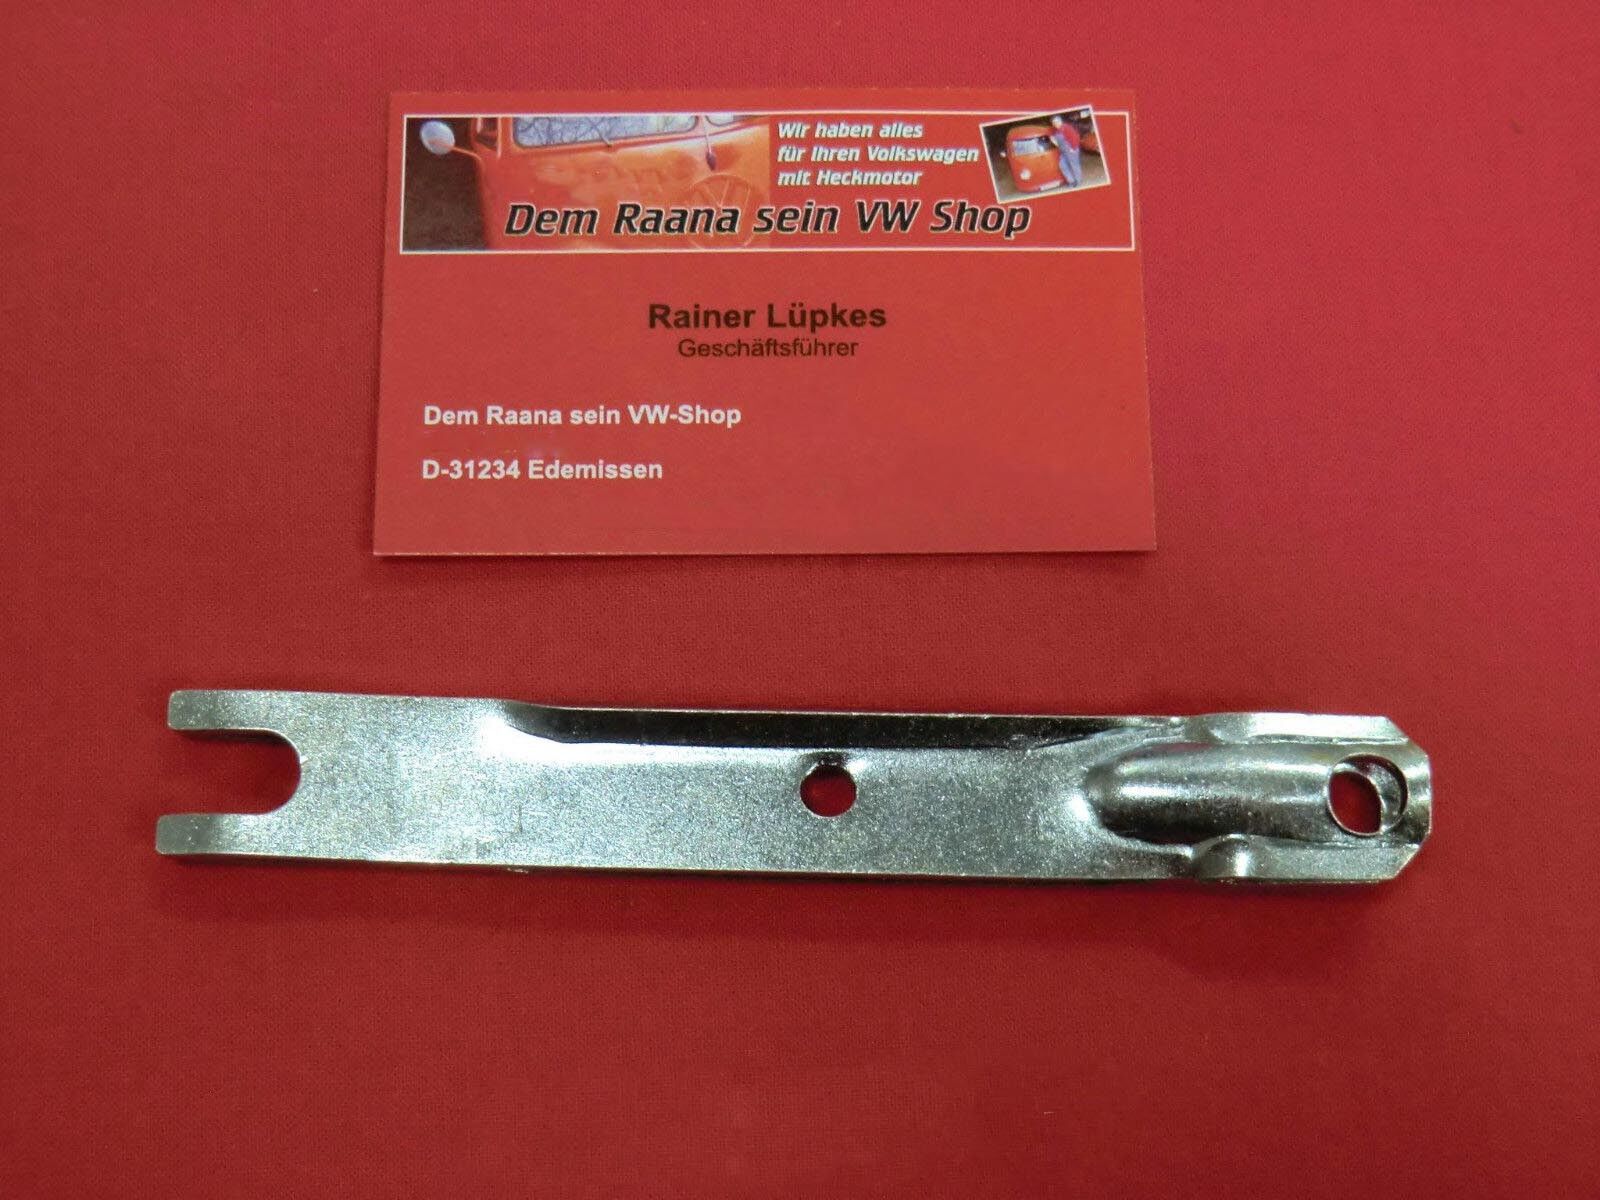 Wir haben alles
für Ihren Volkswagen
mit Heckmotor
Dem Raana sein VW Shop
Rainer Lüpkes
Geschäftsführer
Dem Raana sein VW-Shop
D-31234 Edemissen